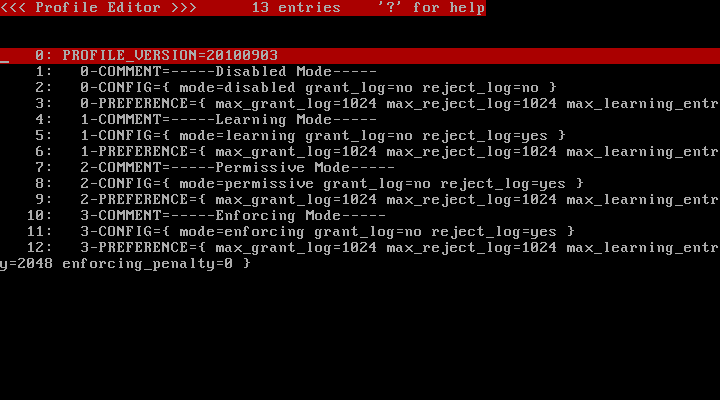 <<< Profile Editor >>>      13 entries    '?' for help
0: PROFILE_VERSION=20100903
1:   0-COMMENT=-----Disabled Mode-----
2:   0-CONFIG={ mode=disabled grant_log=no reject_log=no }
3:   0-PREFERENCE={ max_grant_log=1024 max_reject_log=1024 max_learning_entr
4:   1-COMMENT=-----Learning Mode-----
5:   1-CONFIG={ mode=learning grant_log=no reject_log=yes }
6:   1-PREFERENCE={ max_grant_log=1024 max_reject_log=1024 max_learning_entr
7:   2-COMMENT=-----Permissive Mode-----
8:   2-CONFIG={ mode=permissive grant_log=no reject_log=yes }
9:   2-PREFERENCE={ max_grant_log=1024 max_reject_log=1024 max_learning_entr
10:   3-COMMENT=-----Enforcing Mode-----
11:   3-CONFIG={ mode=enforcing grant_log=no reject_log=yes }
12:   3-PREFERENCE={ max_grant_log=1024 max_reject_log=1024 max_learning_entr
y=2048 enforcing_penalty=0 }